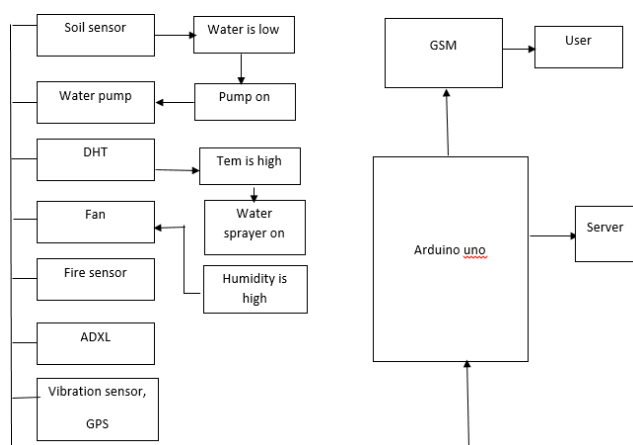 Soil sensor
Water is low
Water pump
Pump on
DHT
Tem is high
Fan
Water
sprayer on
Fire sensor
Humidity is
high
ADXL
Vibration sensor,
GPS
GSM
User
Arduino uno
Server